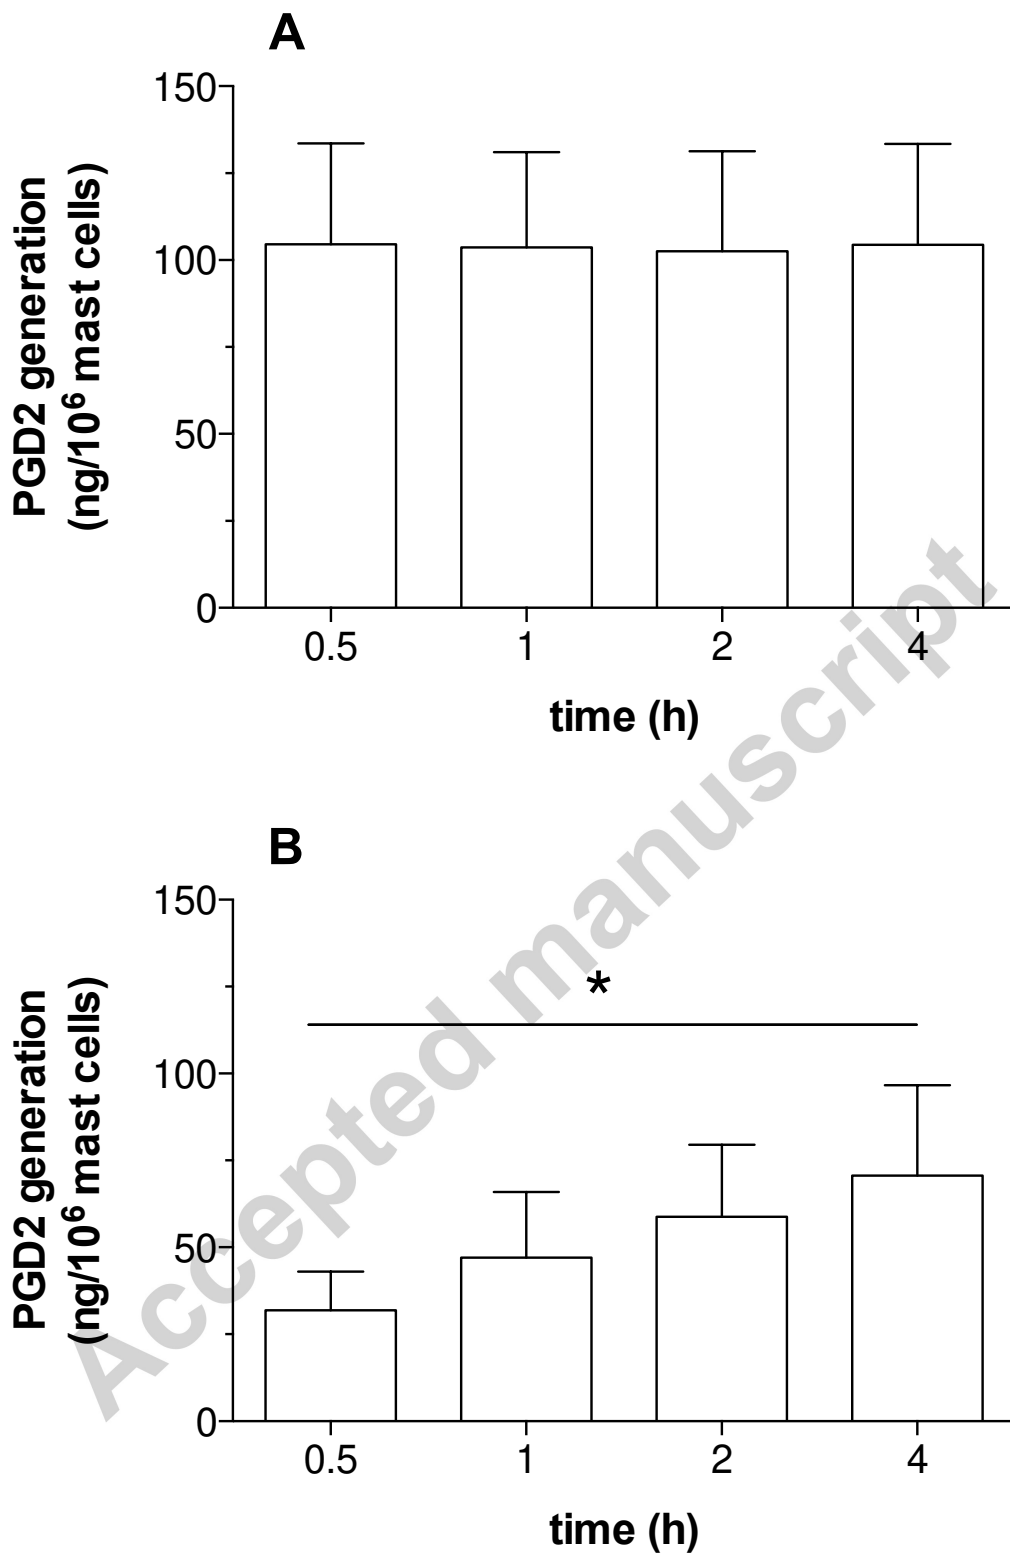 A
PGD2 generation
(ng/10⁶ mast cells)
150
100
50
0
0.5 1 2 4
time (h)
B
PGD2 generation
(ng/10⁶ mast cells)
150
100
50
0
*
0.5 1 2 4
time (h)
Accepted manuscript